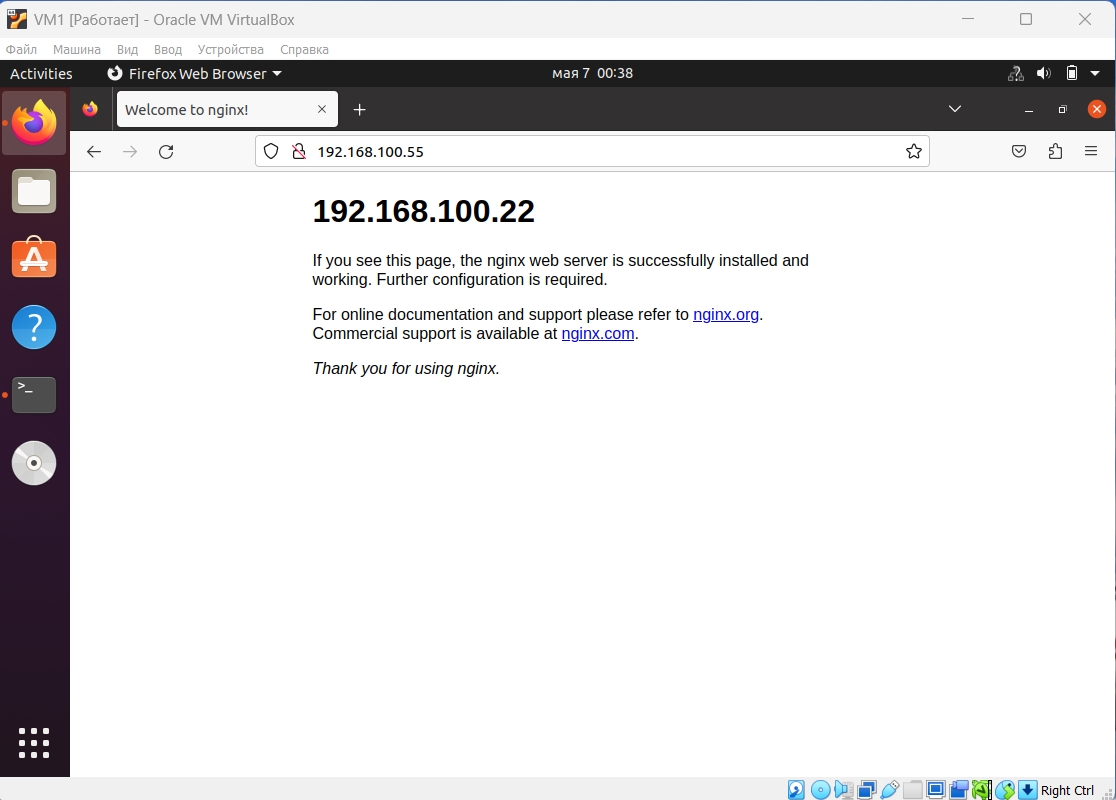 VM1 [Работает] - Oracle VM VirtualBox
Файл Машина Вид Ввод Устройства Справка
Activities Firefox Web Browser мая 7 00:38
Welcome to nginx!
192.168.100.55
192.168.100.22
If you see this page, the nginx web server is successfully installed and
working. Further configuration is required.
For online documentation and support please refer to nginx.org.
Commercial support is available at nginx.com.
Thank you for using nginx.
Right Ctrl